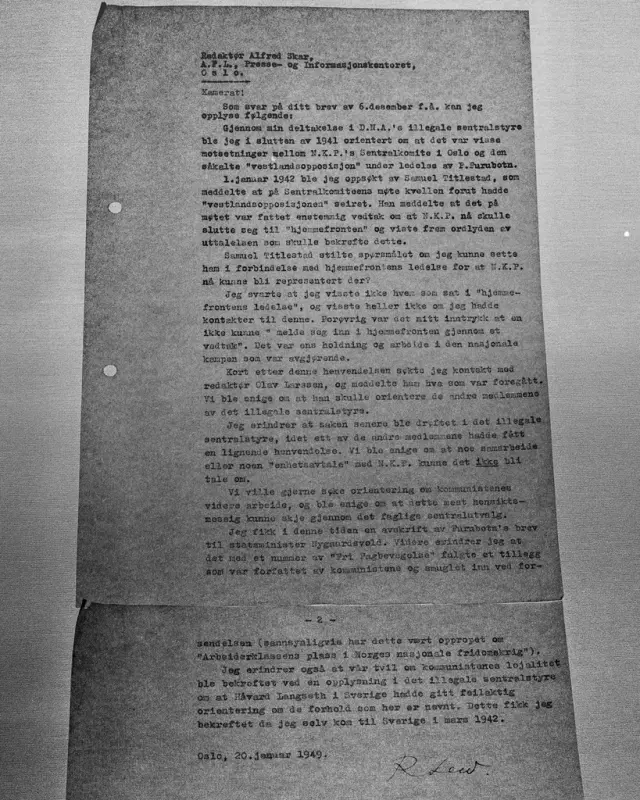 Redaktør Alfred Skar,
A.F.L., Presse- og Informasjonskontoret,
O s l o.
Kamerat:
Som svar på ditt brev av 6.desember f.å. kan jeg
opplyse følgende:
Gjennom min deltakelse i D.N.A.'s illegale sentralstyre
ble jeg i slutten av 1941 orientert om at det var visse
motsetninger mellom N.K.P.'s Sentralkomite i Oslo og den
såkalte "vestlandsopposisjon" under ledelse av P.Furubotn.
1.januar 1942 ble jeg oppsøkt av Samuel Titlestad, som
meddelte at på Sentralkomiteens møte kvelden forut hadde
"vestlandsopposisjonen" seiret. Han meddelte at det på
møtet var fattet enstemmig vedtak om at N.K.P. nå skulle
slutte seg til "hjemmefronten" og viste frem ordlyden av
uttalelsen som skulle bekrefte dette.
Samuel Titlestad stilte spørsmålet om jeg kunne sette
ham i forbindelse med hjemmefrontens ledelse for at N.K.P.
nå kunne bli representert der?
Jeg svarte at jeg visste ikke hvem som sat i "hjemme-
frontens ledelse", og visste heller ikke om jeg hadde
kontakter til denne. Forøvrig var det mitt inntrykk at en
ikke kunne " melde seg inn i hjemmefronten gjennom et
vedtak". Det var ens holdning og arbeide i den nasjonale
kampen som var avgjørende.
Kort etter denne henvendelsen søkte jeg kontakt med
redaktør Olav Larssen, og meddelte ham hva som var foregått.
Vi ble enige om at han skulle orientere de andre medlemmene
av det illegale sentralstyre.
Jeg erindrer at saken senere ble drøftet i det illegale
sentralstyre, idet ett av de andre medlemmene hadde fått
en lignende henvendelse. Vi ble enige om at noe samarbeide
eller noen "enhetsavtale" med N.K.P. kunne det ikke bli
tale om.
Vi ville gjerne søke orientering om kommunistenes
videre arbeide, og ble enige om at dette mest hensikts-
messig kunne skje gjennom det faglige sentralutvalg.
Jeg fikk i denne tiden en avskrift av Furubotn's brev
til statsminister Nygaardsvold. Videre erindrer jeg at
det med et nummer av "Fri Fagbevegelse" fulgte et tillegg
som var forfattet av kommunistene og smuglet inn ved for-
- 2 -
sendelsen (sannsynligvis har dette vært oppropet om
"Arbeiderklassens plass i Norges nasjonale fridomskrig").
Jeg erindrer også at vår tvil om kommunistenes lojalitet
ble bekreftet ved en opplysning i det illegale sentralstyre
om at Håvard Langseth i Sverige hadde gitt feilaktig
orientering om de forhold som her er nevnt. Dette fikk jeg
bekreftet da jeg selv kom til Sverige i mars 1942.
Oslo, 20.januar 1949.